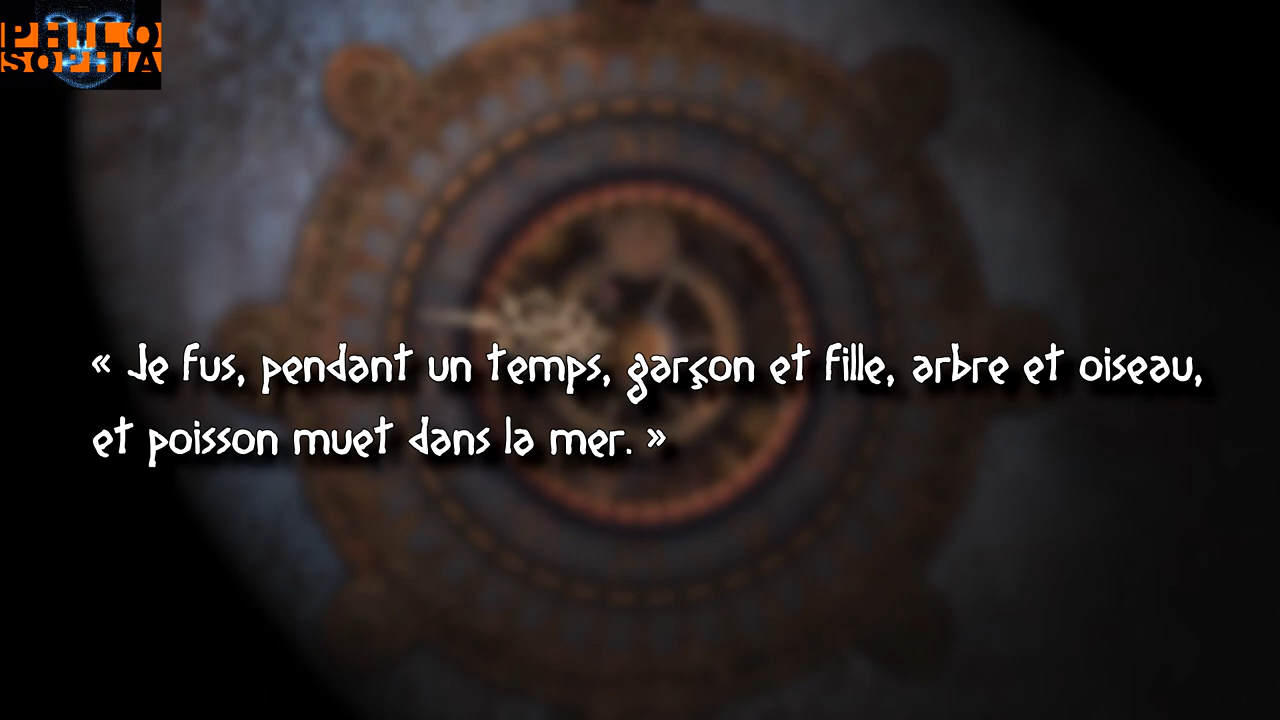 PHILO
SOPHIA
« Je fus, pendant un temps, garçon et fille, arbre et oiseau,
et poisson muet dans la mer. »